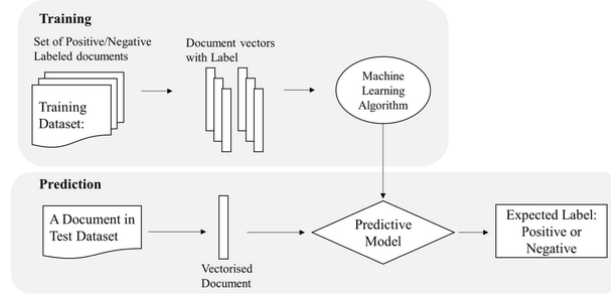 Training
Set of Positive/Negative
Labeled documents
Document vectors
with Label
Training
Dataset:
Machine
Learning
Algorithm
Prediction
A Document in
Test Dataset
Vectorised
Document
Predictive
Model
Expected Label:
Positive or
Negative